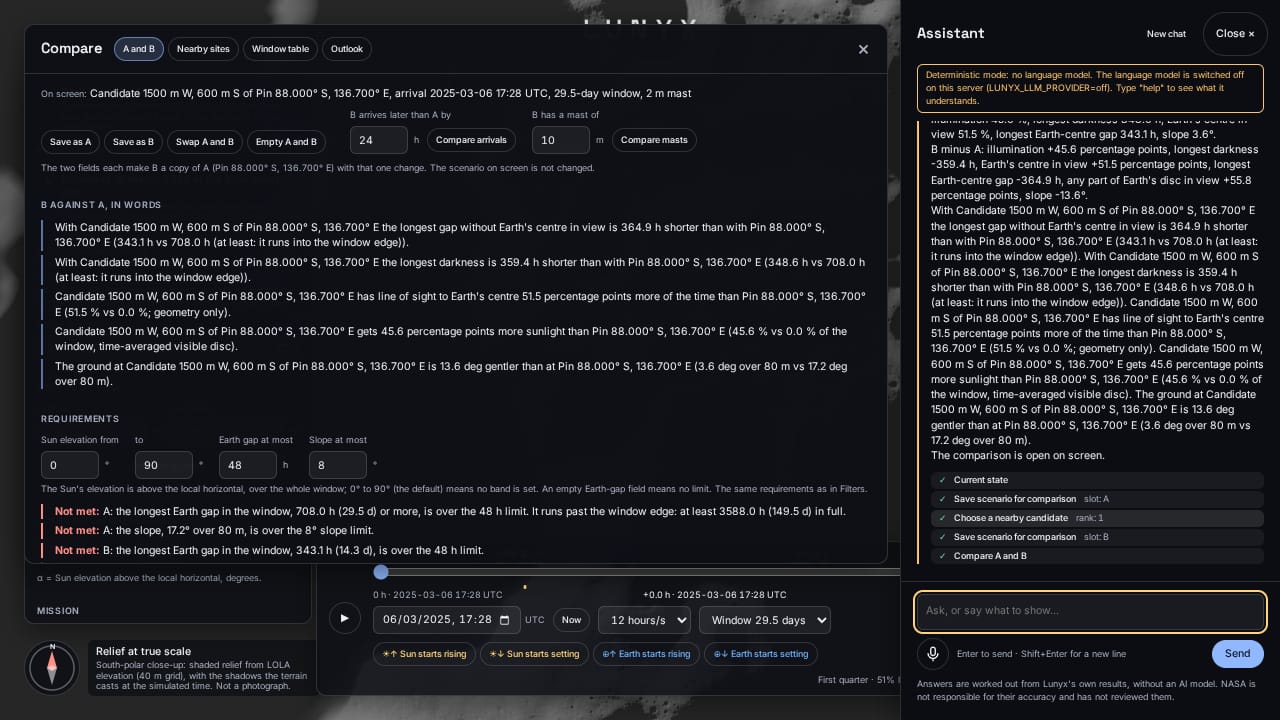 LUNYX
Compare
A and B
Nearby sites
Window table
Outlook
×
On screen: Candidate 1500 m W, 600 m S of Pin 88.000° S, 136.700° E, arrival 2025-03-06 17:28 UTC, 29.5-day window, 2 m mast
B arrives later than A by
B has a mast of
Save as A
Save as B
Swap A and B
Empty A and B
24 h
Compare arrivals
10 m
Compare masts
The two fields each make B a copy of A (Pin 88.000° S, 136.700° E) with that one change. The scenario on screen is not changed.
B AGAINST A, IN WORDS
With Candidate 1500 m W, 600 m S of Pin 88.000° S, 136.700° E the longest gap without Earth's centre in view is 364.9 h shorter than with Pin 88.000° S,
136.700° E (343.1 h vs 708.0 h (at least: it runs into the window edge)).
With Candidate 1500 m W, 600 m S of Pin 88.000° S, 136.700° E the longest darkness is 359.4 h shorter than with Pin 88.000° S, 136.700° E (348.6 h vs 708.0 h
(at least: it runs into the window edge)).
Candidate 1500 m W, 600 m S of Pin 88.000° S, 136.700° E has line of sight to Earth's centre 51.5 percentage points more of the time than Pin 88.000° S, 136.700°
E (51.5 % vs 0.0 %; geometry only).
Candidate 1500 m W, 600 m S of Pin 88.000° S, 136.700° E gets 45.6 percentage points more sunlight than Pin 88.000° S, 136.700° E (45.6 % vs 0.0 % of the
window, time-averaged visible disc).
The ground at Candidate 1500 m W, 600 m S of Pin 88.000° S, 136.700° E is 13.6 deg gentler than at Pin 88.000° S, 136.700° E (3.6 deg over 80 m vs 17.2 deg
over 80 m).
REQUIREMENTS
Sun elevation from
to
Earth gap at most
Slope at most
0 °
90 °
48 h
8 °
The Sun's elevation is above the local horizontal, over the whole window; 0° to 90° (the default) means no band is set. An empty Earth-gap field means no limit. The same requirements as in Filters.
Not met: A: the longest Earth gap in the window, 708.0 h (29.5 d) or more, is over the 48 h limit. It runs past the window edge: at least 3588.0 h (149.5 d) in full.
Not met: A: the slope, 17.2° over 80 m, is over the 8° slope limit.
Not met: B: the longest Earth gap in the window, 343.1 h (14.3 d), is over the 48 h limit.
α = Sun elevation above the local horizontal, degrees.
MISSION
N
Relief at true scale
South-polar close-up: shaded relief from LOLA
elevation (40 m grid), with the shadows the terrain
casts at the simulated time. Not a photograph.
0 h · 2025-03-06 17:28 UTC
+0.0 h · 2025-03-06 17:28 UTC
06/03/2025, 17:28
UTC
Now
12 hours/s
Window 29.5 days
☀↑ Sun starts rising
☀↓ Sun starts setting
⊕↑ Earth starts rising
⊕↓ Earth starts setting
First quarter · 51%
Assistant
New chat
Close ×
Deterministic mode: no language model. The language model is switched off
on this server (LUNYX_LLM_PROVIDER=off). Type "help" to see what it
understands.
view 51.5 %, longest Earth-centre gap 343.1 h, slope 3.6°.
B minus A: illumination +45.6 percentage points, longest darkness
-359.4 h, Earth's centre in view +51.5 percentage points, longest
Earth-centre gap -364.9 h, any part of Earth's disc in view +55.8
percentage points, slope -13.6°.
With Candidate 1500 m W, 600 m S of Pin 88.000° S, 136.700° E
the longest gap without Earth's centre in view is 364.9 h shorter
than with Pin 88.000° S, 136.700° E (343.1 h vs 708.0 h (at least:
it runs into the window edge)). With Candidate 1500 m W, 600 m S
of Pin 88.000° S, 136.700° E the longest darkness is 359.4 h
shorter than with Pin 88.000° S, 136.700° E (348.6 h vs 708.0 h
(at least: it runs into the window edge)). Candidate 1500 m W, 600
m S of Pin 88.000° S, 136.700° E has line of sight to Earth's centre
51.5 percentage points more of the time than Pin 88.000° S,
136.700° E (51.5 % vs 0.0 %; geometry only). Candidate 1500 m W,
600 m S of Pin 88.000° S, 136.700° E gets 45.6 percentage points
more sunlight than Pin 88.000° S, 136.700° E (45.6 % vs 0.0 % of
the window, time-averaged visible disc). The ground at Candidate
1500 m W, 600 m S of Pin 88.000° S, 136.700° E is 13.6 deg
gentler than at Pin 88.000° S, 136.700° E (3.6 deg over 80 m vs
17.2 deg over 80 m).
The comparison is open on screen.
✓ Current state
✓ Save scenario for comparison slot: A
✓ Choose a nearby candidate rank: 1
✓ Save scenario for comparison slot: B
✓ Compare A and B
Ask, or say what to show...
Enter to send · Shift+Enter for a new line
Send
Answers are worked out from Lunyx's own results, without an AI model. NASA is
not responsible for their accuracy and has not reviewed them.